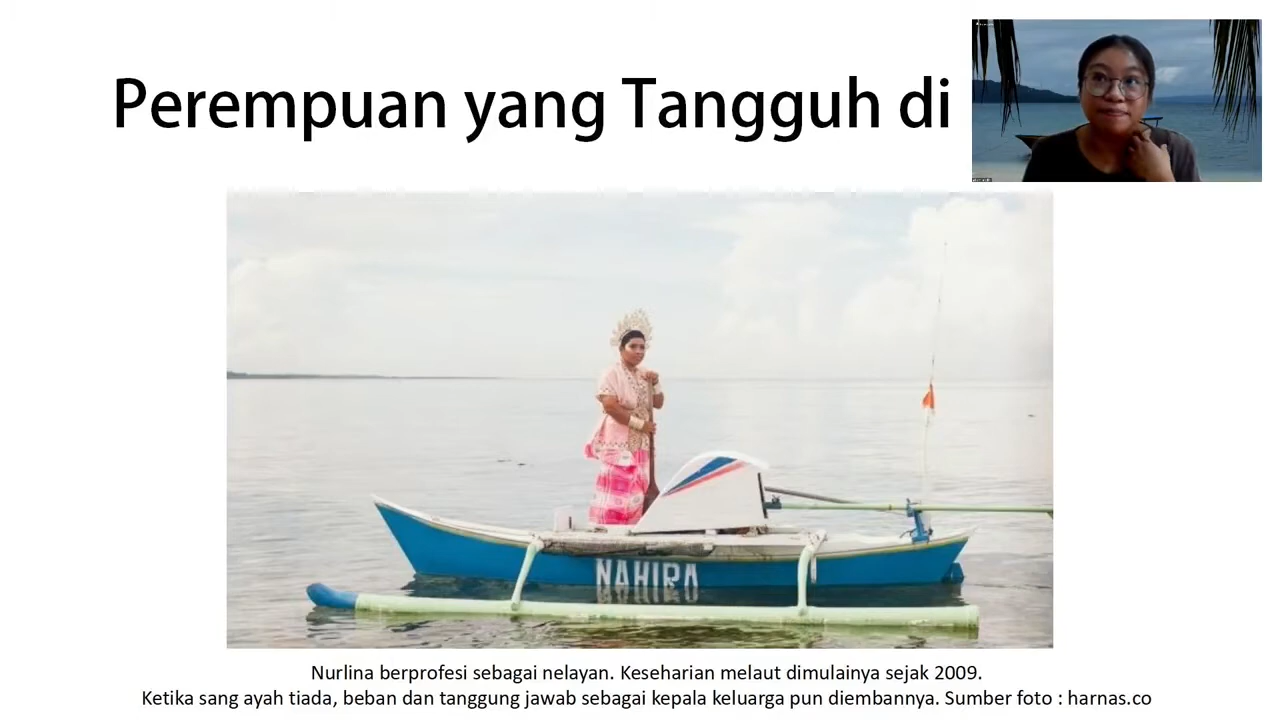 Perempuan yang Tangguh di
NAHIRA
Nurlina berprofesi sebagai nelayan. Keseharian melaut dimulainya sejak 2009.
Ketika sang ayah tiada, beban dan tanggung jawab sebagai kepala keluarga pun diembannya. Sumber foto : harnas.co